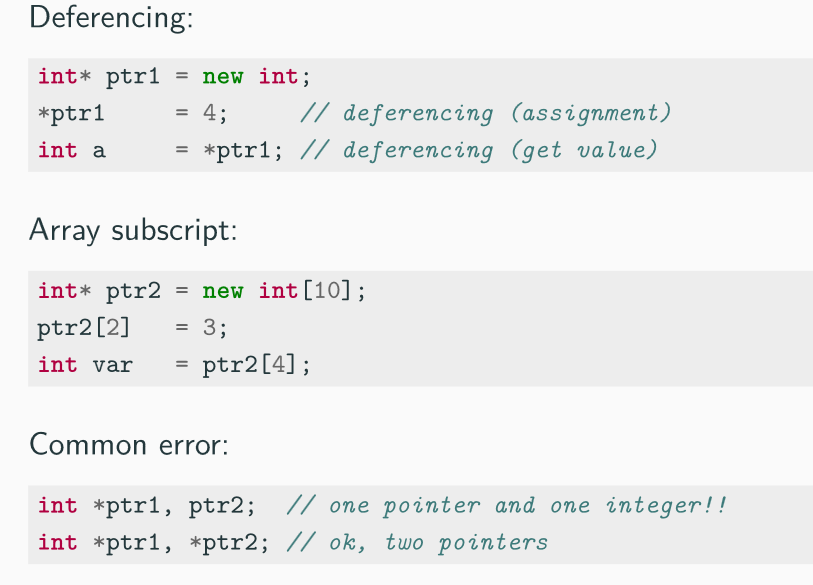 Deferencing:
int* ptr1 = new int;
*ptr1     = 4;     // deferencing (assignment)
int a     = *ptr1; // deferencing (get value)
Array subscript:
int* ptr2 = new int[10];
ptr2[2]   = 3;
int var   = ptr2[4];
Common error:
int *ptr1, ptr2;  // one pointer and one integer!!
int *ptr1, *ptr2; // ok, two pointers